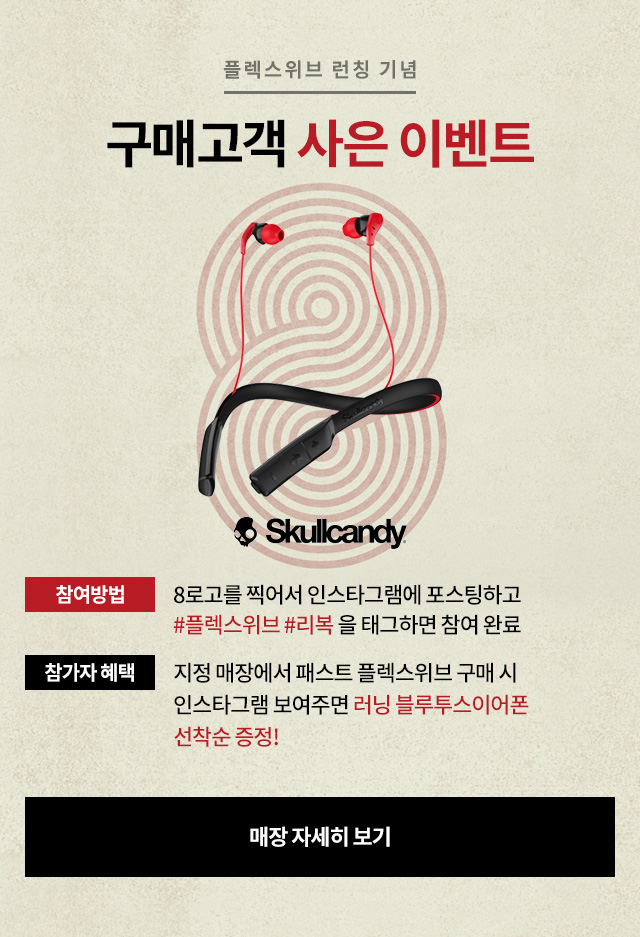 플렉스위브 런칭 기념
구매고객 사은 이벤트
Skullcandy
Skullcandy
참여방법
8로고를 찍어서 인스타그램에 포스팅하고
#플렉스위브 #리복 을 태그하면 참여 완료
참가자 혜택
지정 매장에서 패스트 플렉스위브 구매 시
인스타그램 보여주면 러닝 블루투스이어폰
선착순 증정!
매장 자세히 보기